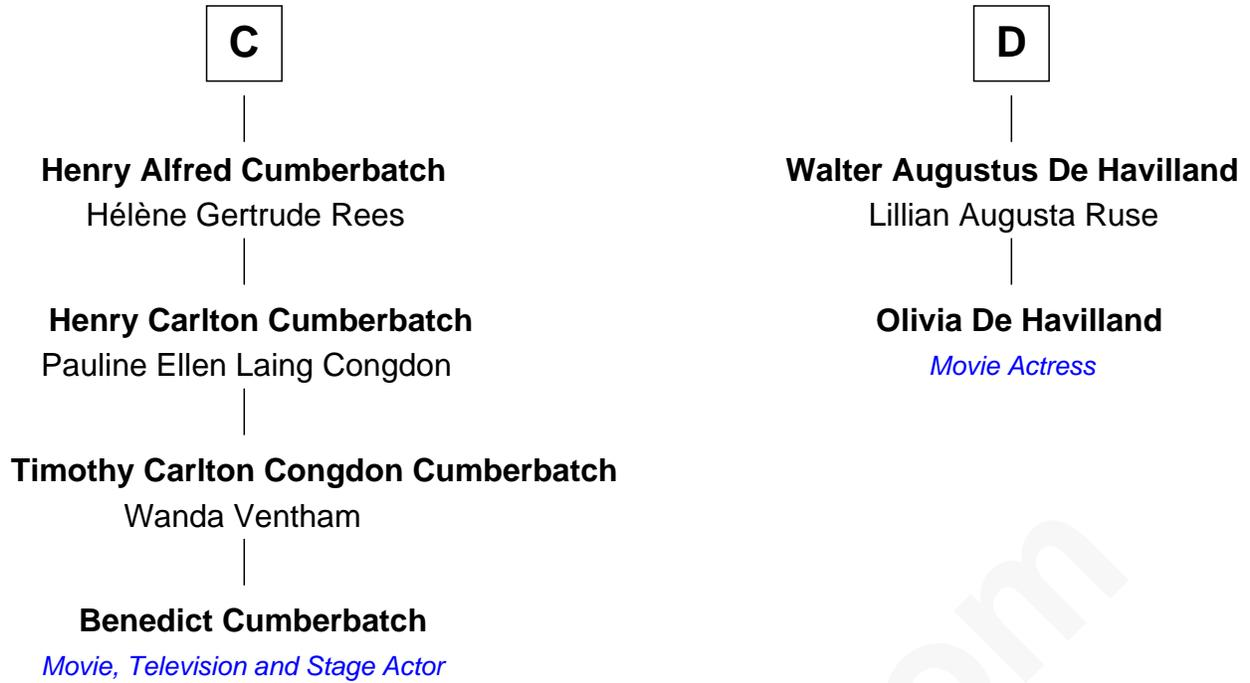 C
Henry Alfred Cumberbatch
Hélène Gertrude Rees
Henry Carlton Cumberbatch
Pauline Ellen Laing Congdon
Timothy Carlton Congdon Cumberbatch
Wanda Ventham
Benedict Cumberbatch
Movie, Television and Stage Actor
D
Walter Augustus De Havilland
Lillian Augusta Ruse
Olivia De Havilland
Movie Actress
om